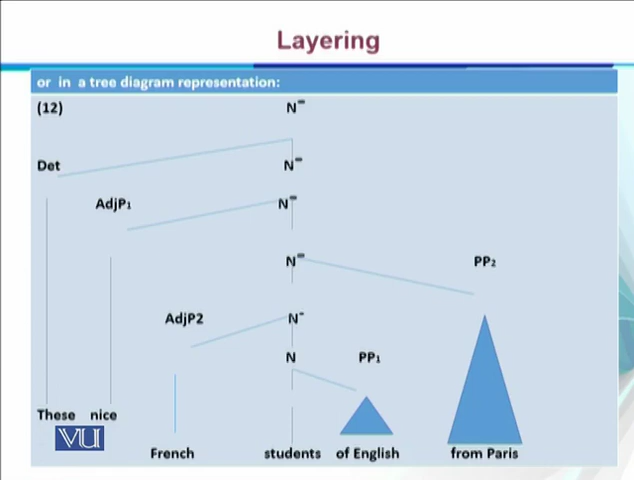 Layering
or in a tree diagram representation:
(12) N⁼
Det N⁼
AdjP₁ N⁼
N⁼ PP₂
AdjP2 N⁻
N PP₁
These nice
VU
French students of English from Paris